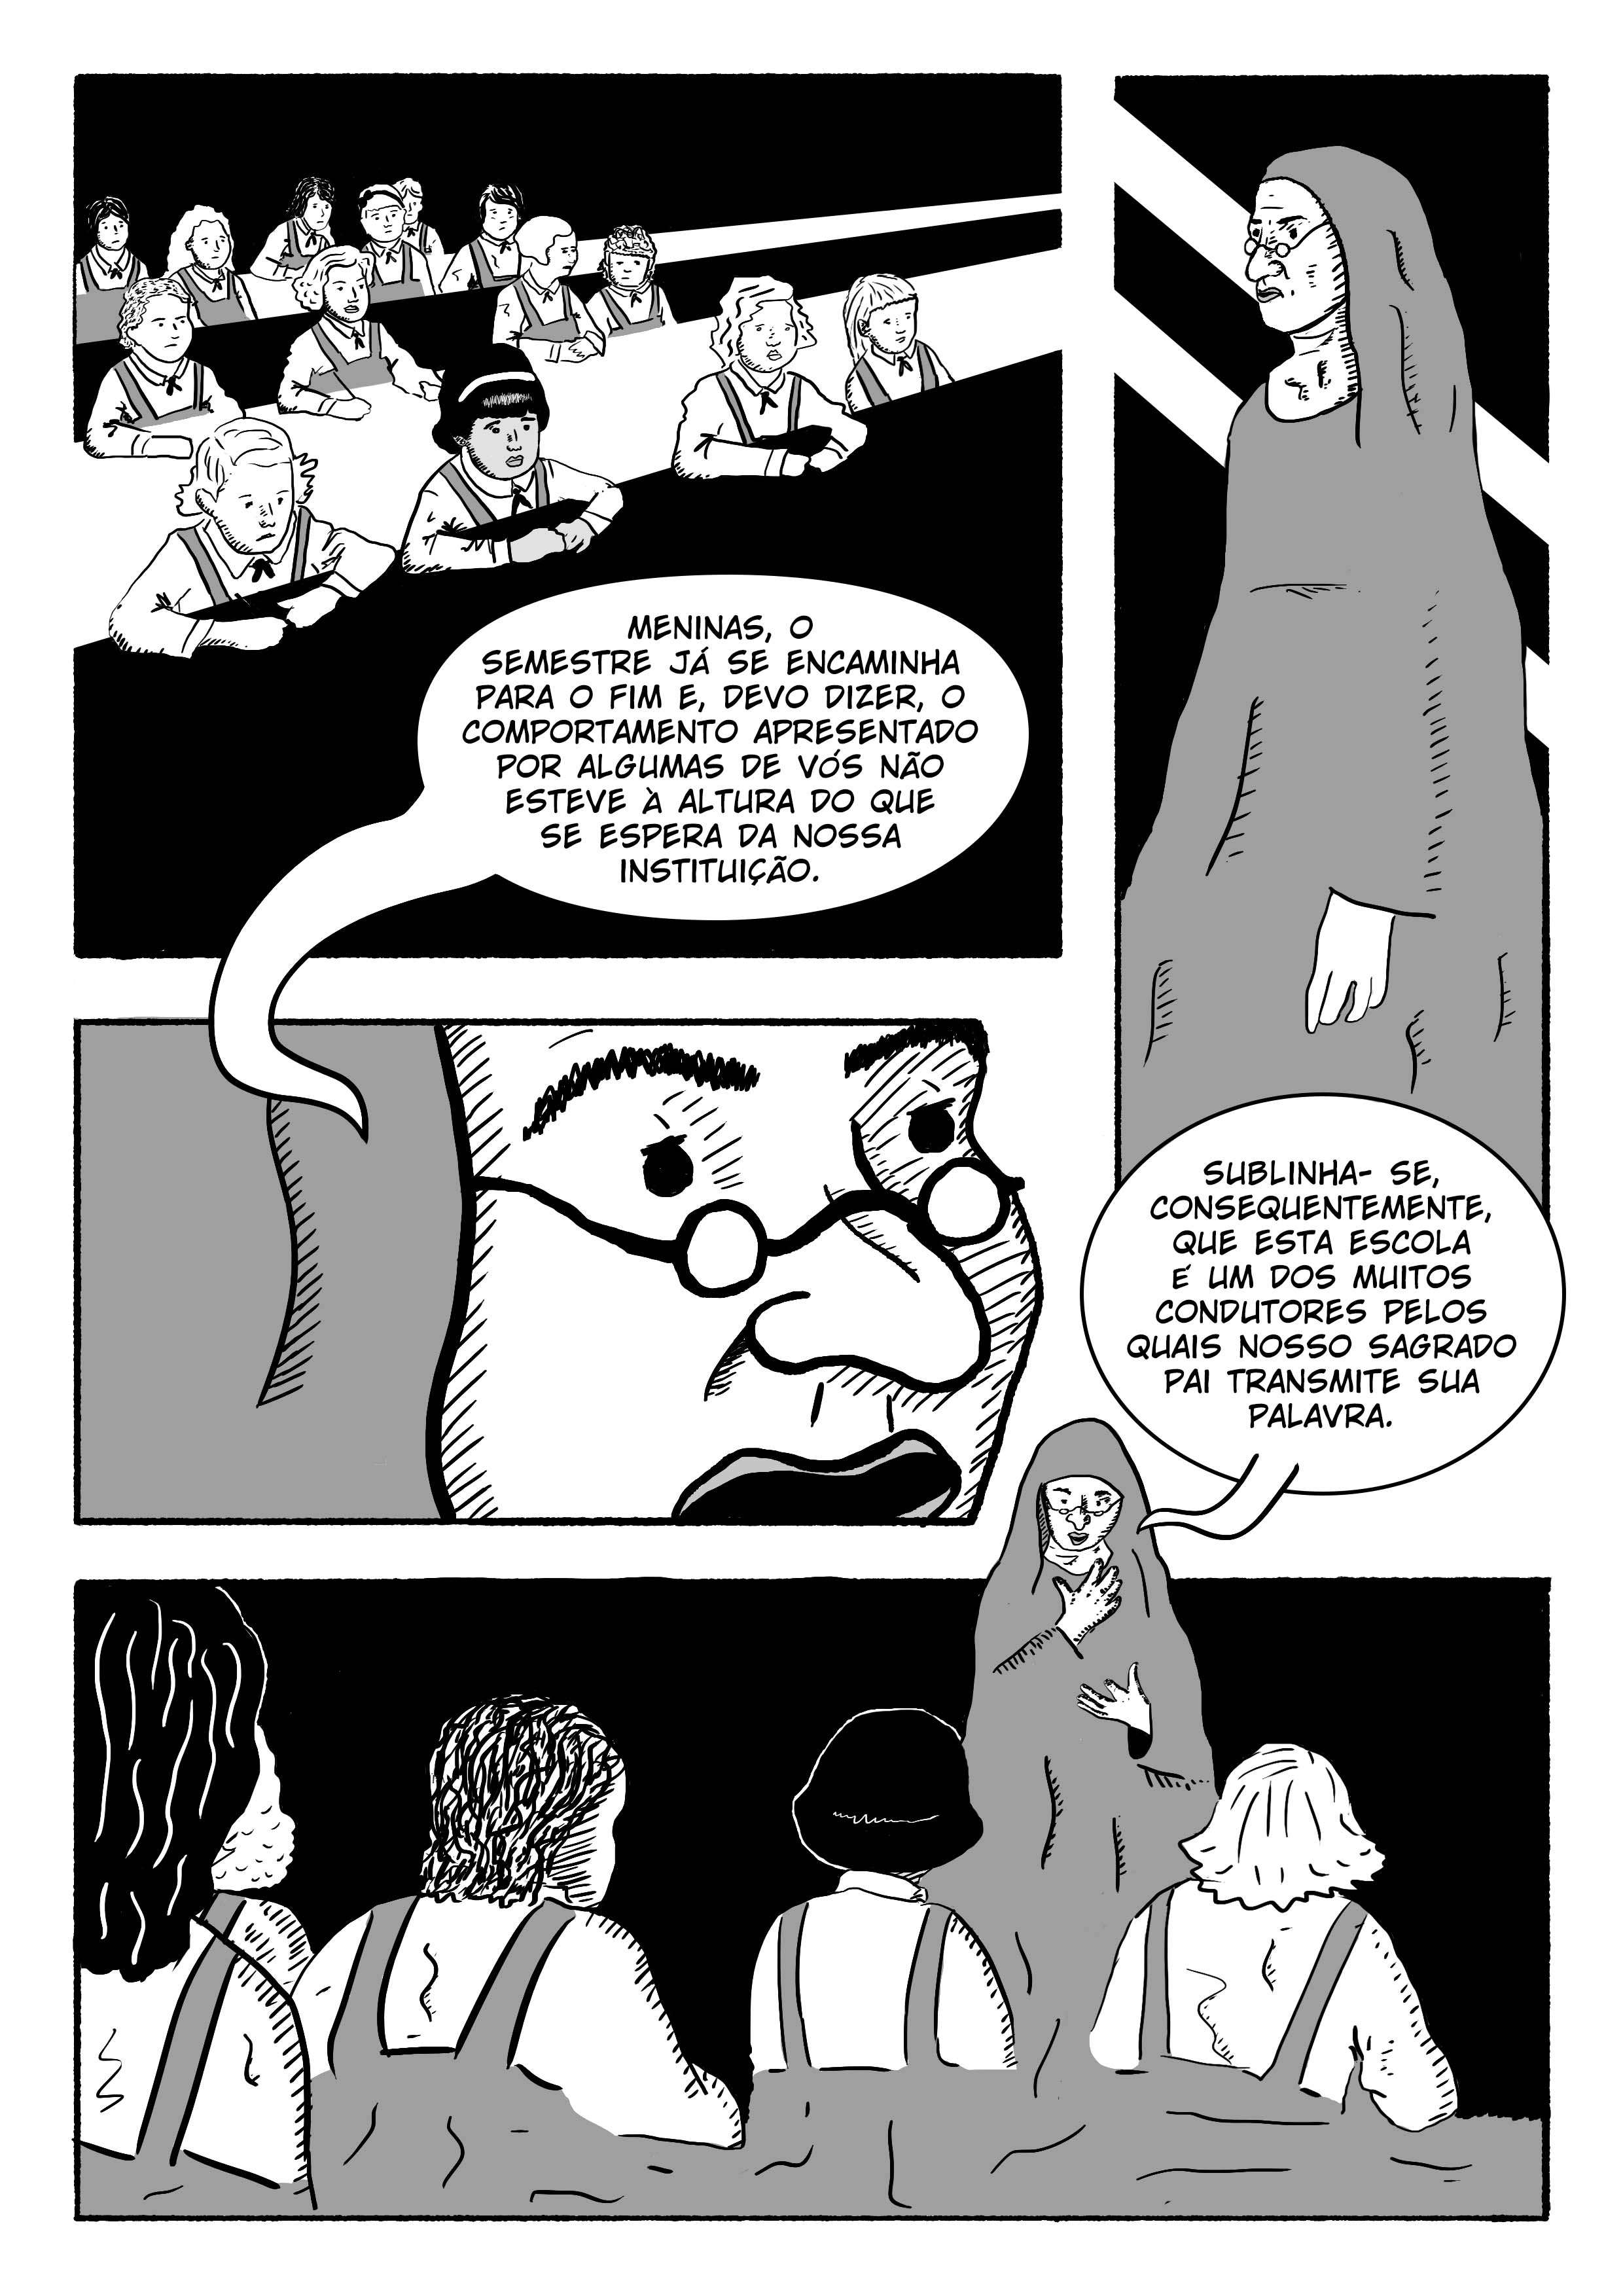 MENINAS, O
SEMESTRE JÁ SE ENCAMINHA
PARA O FIM E, DEVO DIZER, O
COMPORTAMENTO APRESENTADO
POR ALGUMAS DE VÓS NÃO
ESTEVE À ALTURA DO QUE
SE ESPERA DA NOSSA
INSTITUIÇÃO.
SUBLINHA- SE,
CONSEQUENTEMENTE,
QUE ESTA ESCOLA
É UM DOS MUITOS
CONDUTORES PELOS
QUAIS NOSSO SAGRADO
PAI TRANSMITE SUA
PALAVRA.